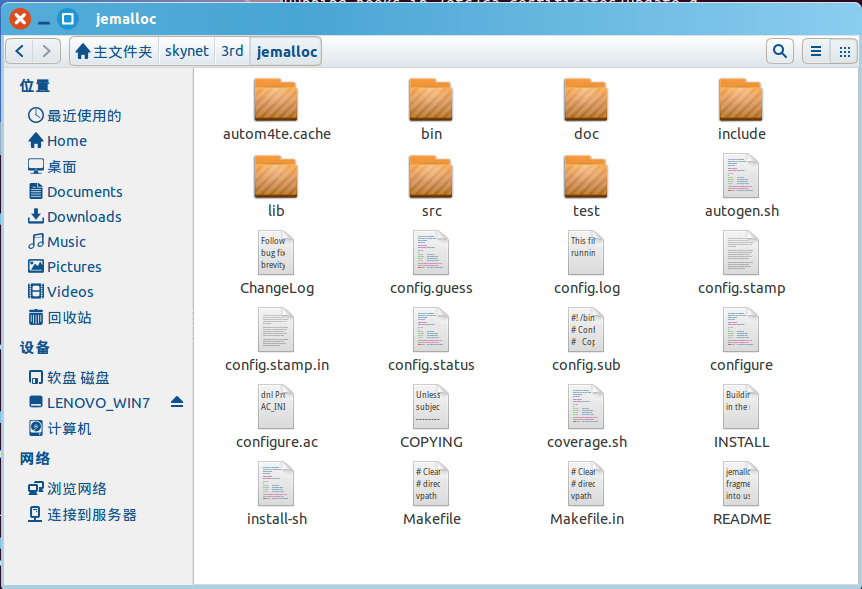 jemalloc
主文件夹 skynet 3rd jemalloc
位置
最近使用的
Home
桌面
Documents
Downloads
Music
Pictures
Videos
回收站
设备
软盘 磁盘
LENOVO_WIN7
计算机
网络
浏览网络
连接到服务器
autom4te.cache bin doc include
lib src test autogen.sh
Follow
bug fix
brevity
This fil
runnin
ChangeLog config.guess config.log config.stamp
#!/bin
# Conf
# Cop
config.stamp.in config.status config.sub configure
dnl Pro
AC_INI
Unless
subjec
--------
Buildin
in the
configure.ac COPYING coverage.sh INSTALL
# Clear
# direc
vpath
# Clear
# direc
vpath
jemallo
fragme
into us
install-sh Makefile Makefile.in README